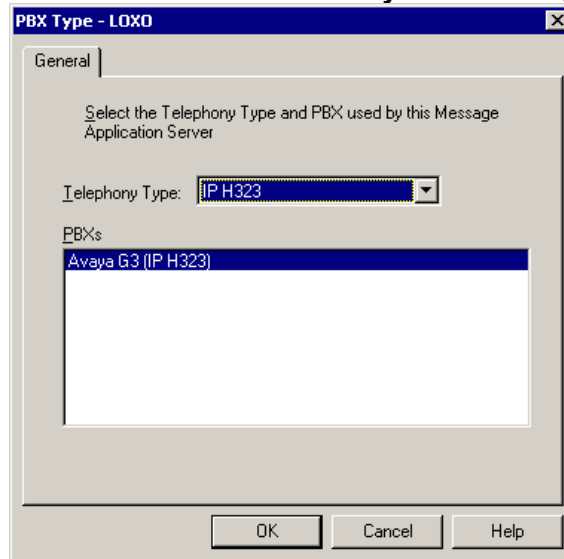 PBX Type - LOXO
General
Select the Telephony Type and PBX used by this Message
Application Server
Telephony Type: IP H323
PBXs
Avaya G3 (IP H323)
OK Cancel Help